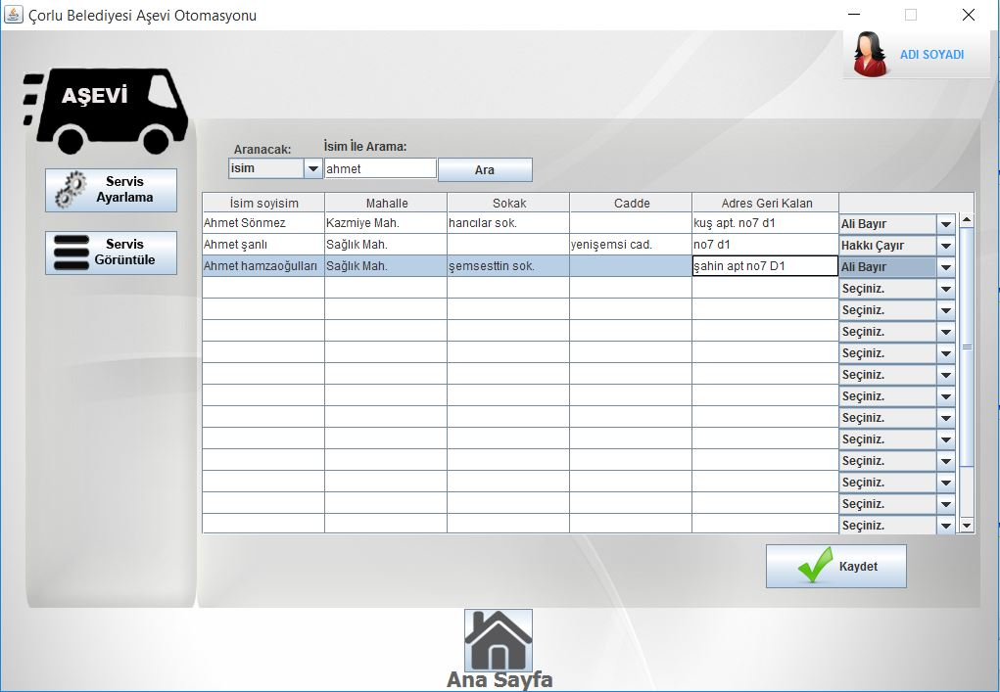 Çorlu Belediyesi Aşevi Otomasyonu
ADI SOYADI
AŞEVİ
Servis
Ayarlama
Servis
Görüntüle
Aranacak:
İsim İle Arama:
isim
ahmet
Ara
İsim soyisim Mahalle Sokak Cadde Adres Geri Kalan
Ahmet Sönmez Kazmiye Mah. hancılar sok. kuş apt. no7 d1 Ali Bayır
Ahmet şanlı Sağlık Mah. yenişemsi cad. no7 d1 Hakkı Çayır
Ahmet hamzaoğulları Sağlık Mah. şemsesttin sok. şahin apt no7 D1 Ali Bayır
Seçiniz.
Seçiniz.
Seçiniz.
Seçiniz.
Seçiniz.
Seçiniz.
Seçiniz.
Seçiniz.
Seçiniz.
Seçiniz.
Seçiniz.
Seçiniz.
Kaydet
Ana Sayfa